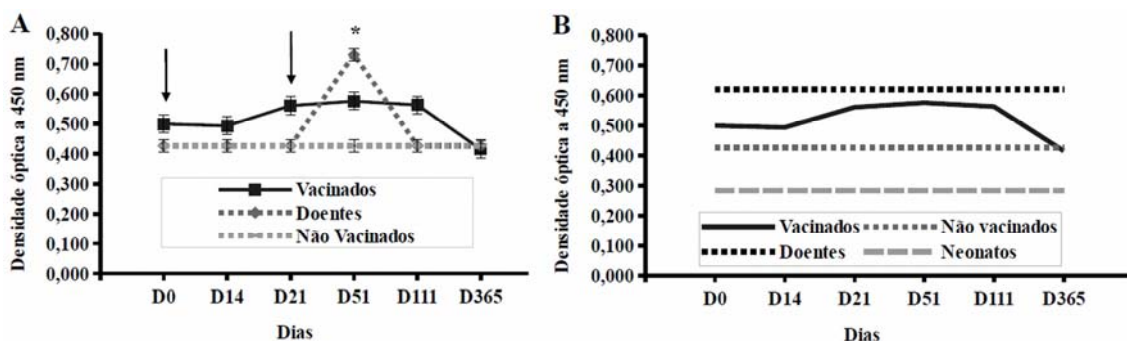 A
Densidade óptica a 450 nm
0,800
0,700
0,600
0,500
0,400
0,300
0,200
0,100
0,000
*
Vacinados
Doentes
Não Vacinados
D0 D14 D21 D51 D111 D365
Dias
B
Densidade óptica a 450 nm
0,800
0,700
0,600
0,500
0,400
0,300
0,200
0,100
0,000
Vacinados Não vacinados
Doentes Neonatos
D0 D14 D21 D51 D111 D365
Dias